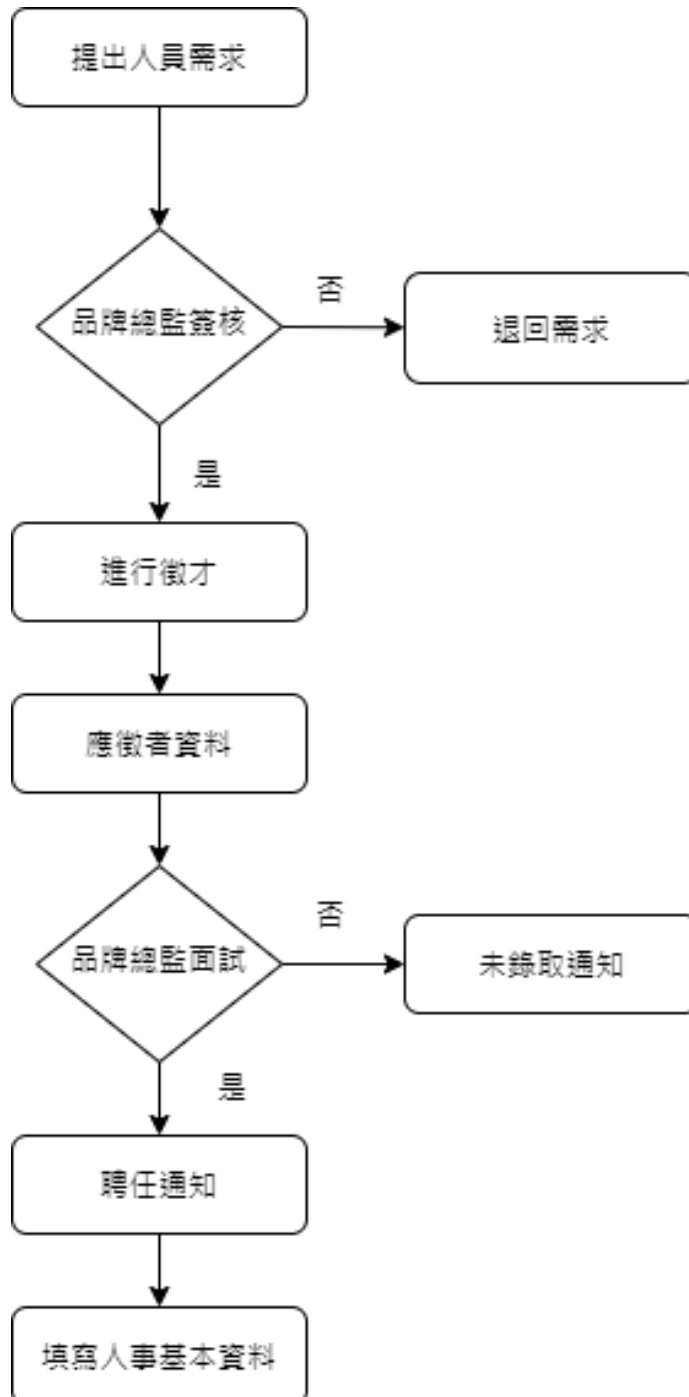 提出人員需求
品牌總監簽核
否
退回需求
是
進行徵才
應徵者資料
品牌總監面試
否
未錄取通知
是
聘任通知
填寫人事基本資料